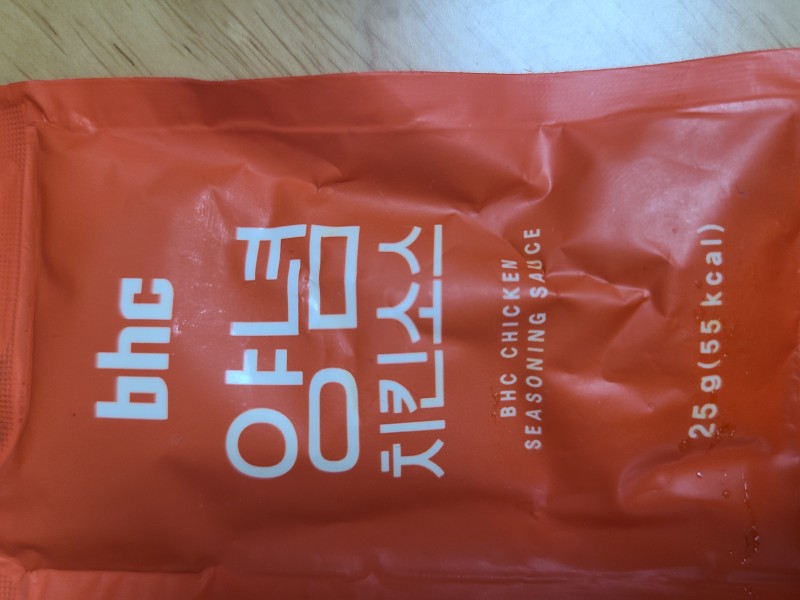 bhc
양념
치킨소스
BHC CHICKEN
SEASONING SAUCE
25 g(55 kcal)